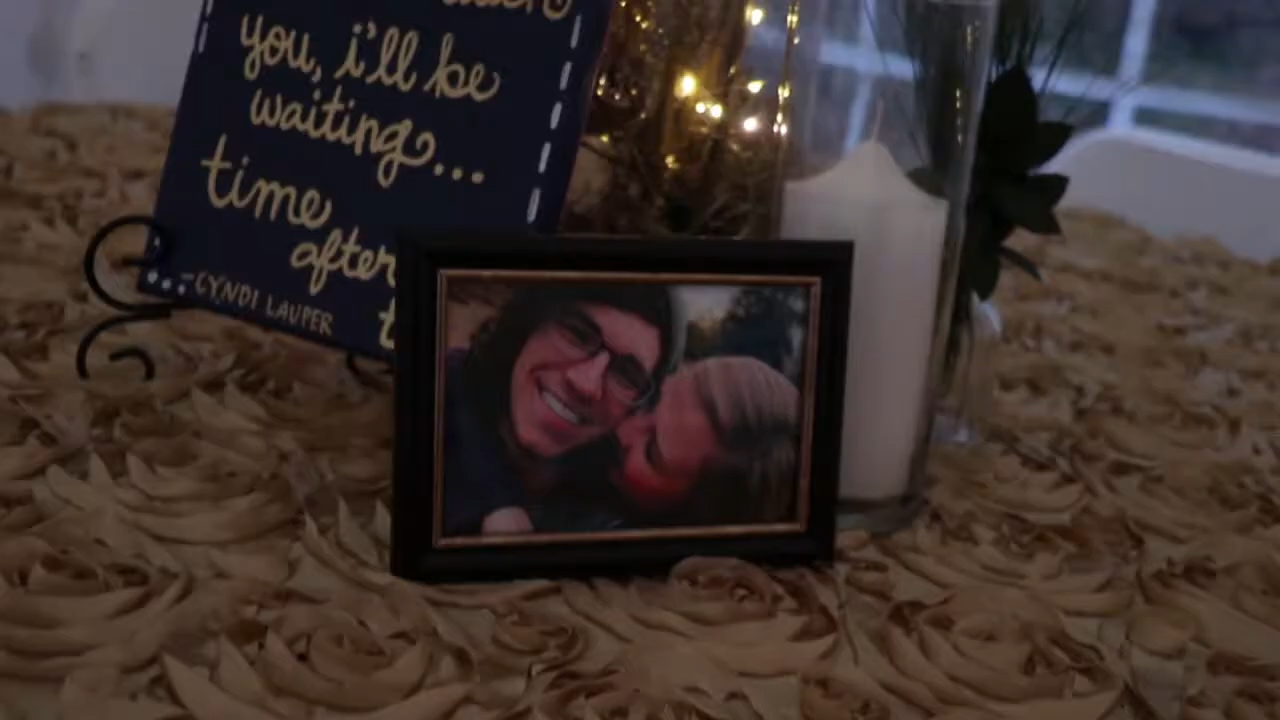 you, i'll be
waiting...
time
after
...-CYNDI LAUPER